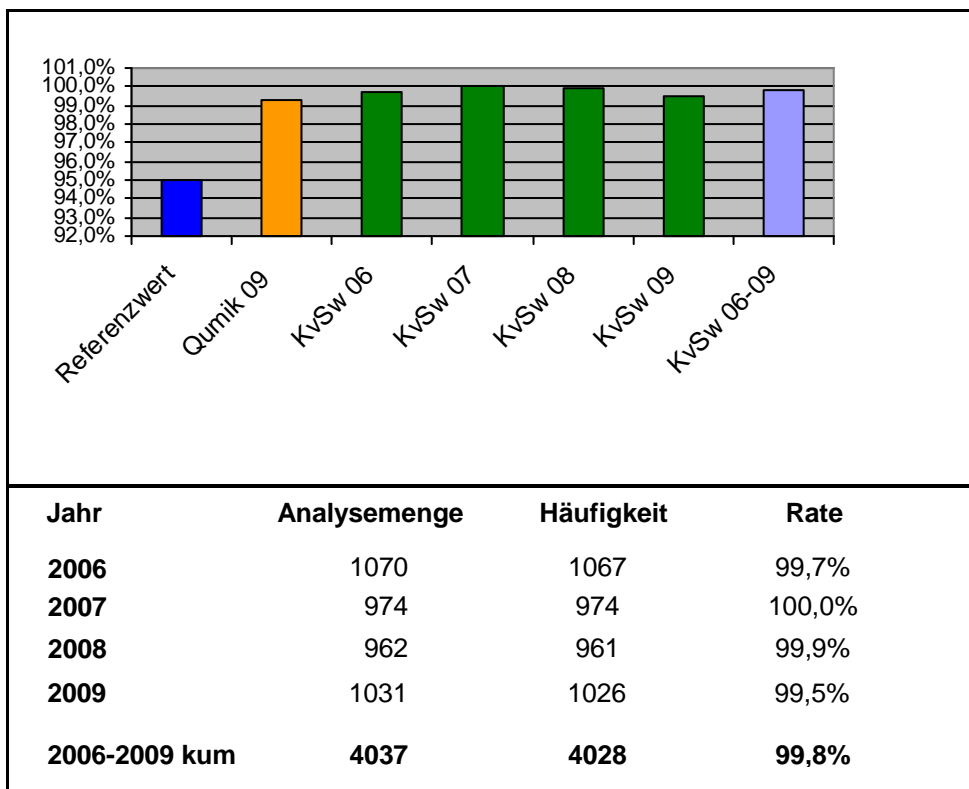 101,0%
100,0%
99,0%
98,0%
97,0%
96,0%
95,0%
94,0%
93,0%
92,0%
Referenzwert
Qumik 09
KvSw 06
KvSw 07
KvSw 08
KvSw 09
KvSw 06-09
Jahr Analysemenge Häufigkeit Rate
2006 1070 1067 99,7%
2007 974 974 100,0%
2008 962 961 99,9%
2009 1031 1026 99,5%
2006-2009 kum 4037 4028 99,8%